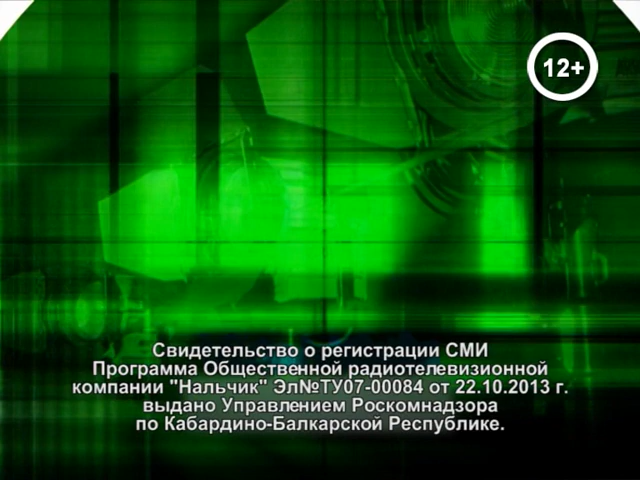 12+
Свидетельство о регистрации СМИ
Программа Общественной радиотелевизионной
компании "Нальчик" Эл№ТУ07-00084 от 22.10.2013 г.
выдано Управлением Роскомнадзора
по Кабардино-Балкарской Республике.